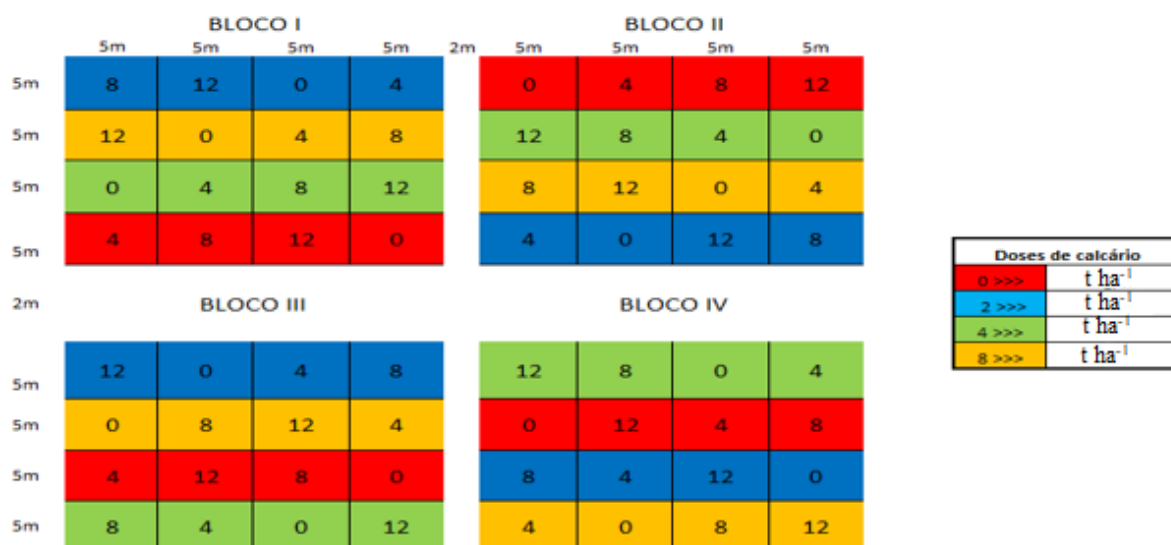 BLOCO I BLOCO II
5m 5m 5m 5m 2m 5m 5m 5m 5m
5m 8 12 0 4 0 4 8 12
5m 12 0 4 8 12 8 4 0
5m 0 4 8 12 8 12 0 4
5m 4 8 12 0 4 0 12 8
2m BLOCO III BLOCO IV
5m 12 0 4 8 12 8 0 4
5m 0 8 12 4 0 12 4 8
5m 4 12 8 0 8 4 12 0
5m 8 4 0 12 4 0 8 12
Doses de calcário
0 >>> t ha-1
2 >>> t ha-1
4 >>> t ha-1
8 >>> t ha-1